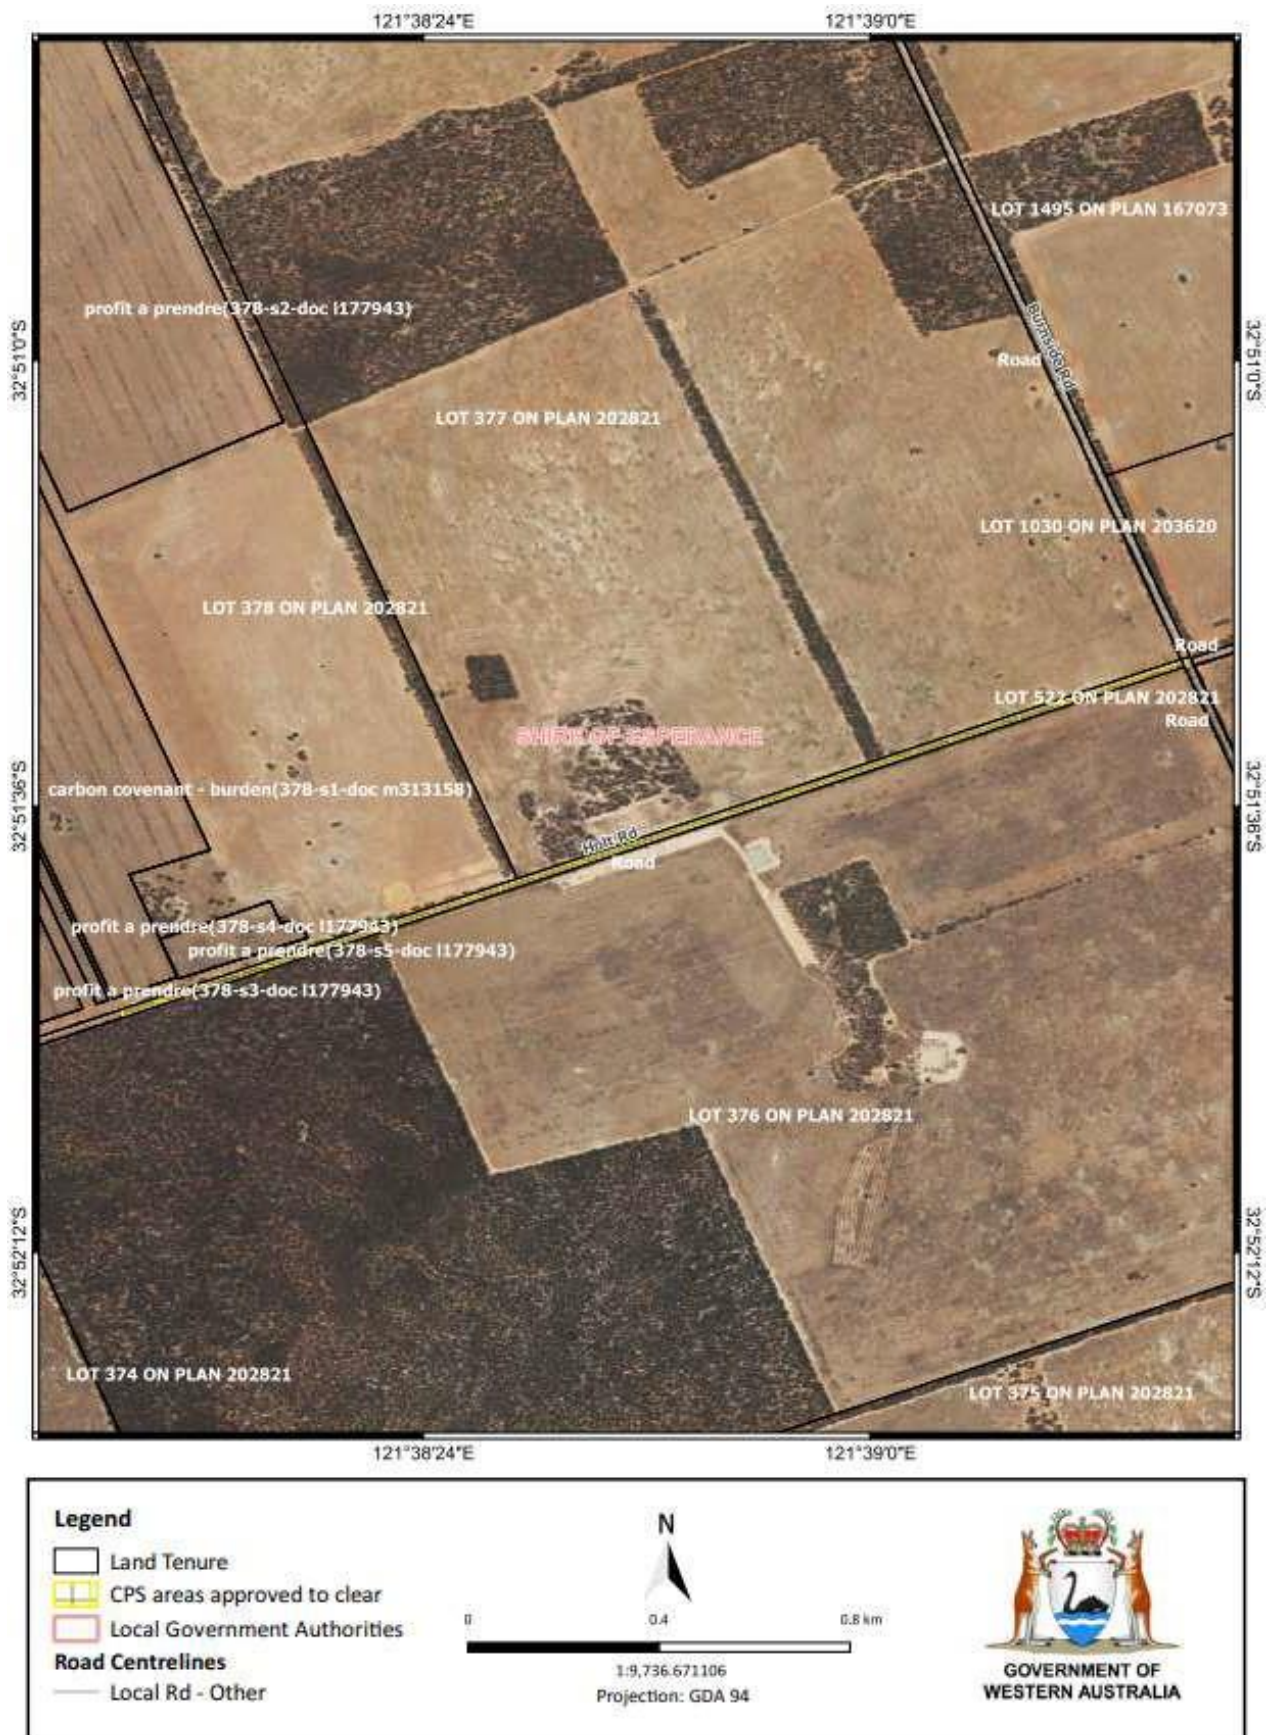 121°38'24"E
121°39'0"E
LOT 1495 ON PLAN 167073
profit a prendre(378-s2-doc l177943)
32°51'0"S
32°51'0"S
Burnside Rd
Road
LOT 377 ON PLAN 202821
LOT 1030 ON PLAN 203620
LOT 378 ON PLAN 202821
Road
LOT 522 ON PLAN 202821
Road
SHIRE OF ESPERANCE
carbon covenant - burden(378-s1-doc m313158)
32°51'36"S
32°51'36"S
Holt Rd
Road
profit a prendre(378-s4-doc l177943)
profit a prendre(378-s5-doc l177943)
profit a prendre(378-s3-doc l177943)
LOT 376 ON PLAN 202821
32°52'12"S
32°52'12"S
LOT 374 ON PLAN 202821
LOT 375 ON PLAN 202821
121°38'24"E
121°39'0"E
Legend
Land Tenure
CPS areas approved to clear
Local Government Authorities
Road Centrelines
Local Rd - Other
N
0 0.4 0.8 km
1:9,736.671106
Projection: GDA 94
GOVERNMENT OF
WESTERN AUSTRALIA